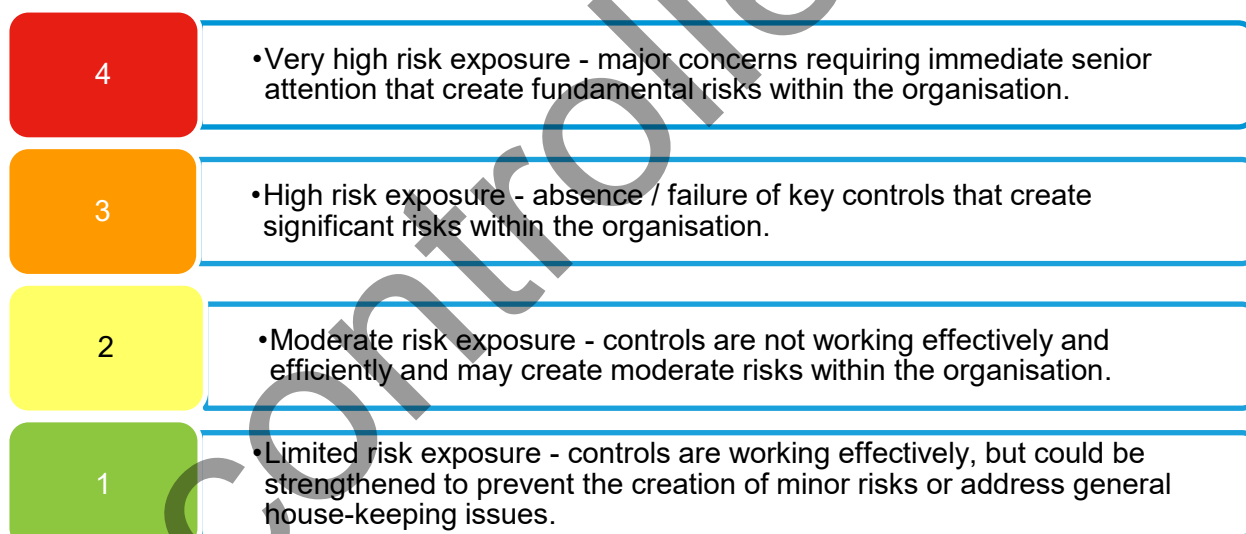 4
•Very high risk exposure - major concerns requiring immediate senior
attention that create fundamental risks within the organisation.
3
•High risk exposure - absence / failure of key controls that create
significant risks within the organisation.
2
•Moderate risk exposure - controls are not working effectively and
efficiently and may create moderate risks within the organisation.
1
•Limited risk exposure - controls are working effectively, but could be
strengthened to prevent the creation of minor risks or address general
house-keeping issues.
controlle